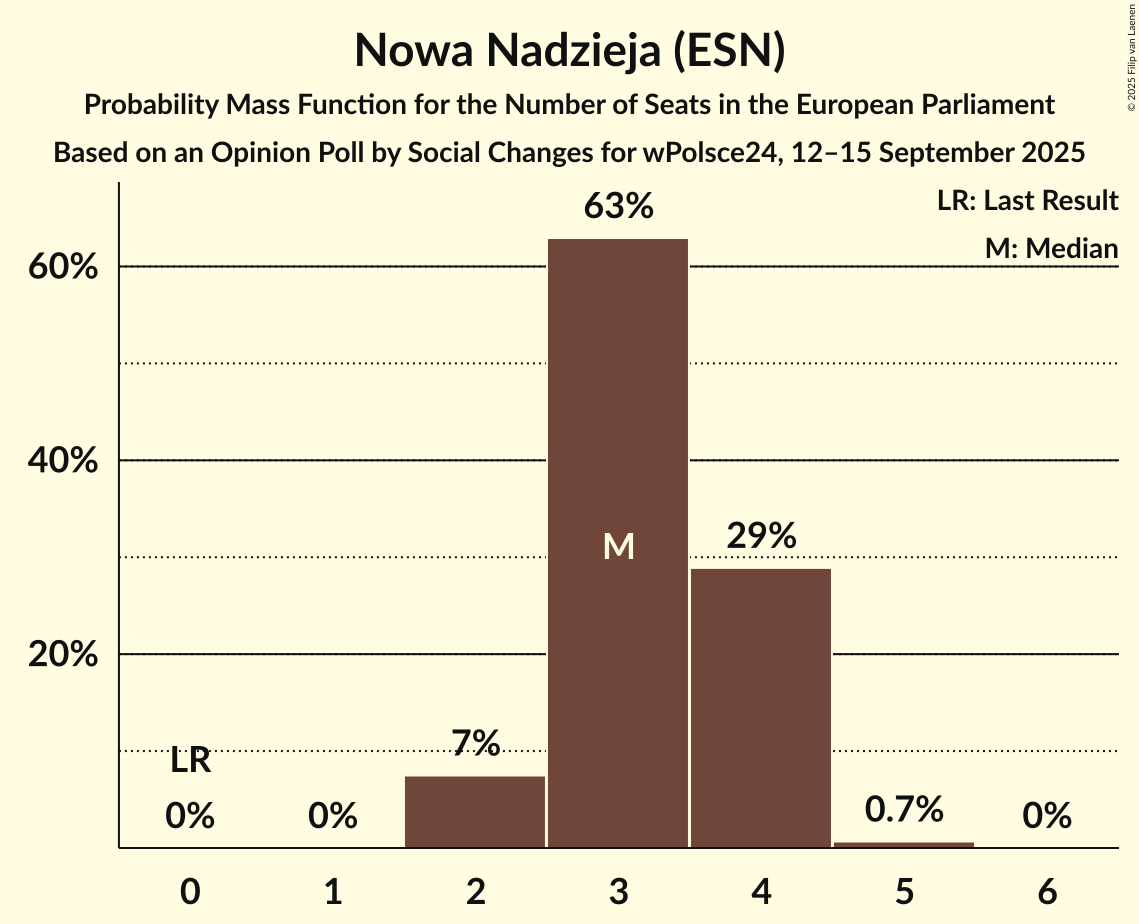 Nowa Nadzieja (ESN)
Probability Mass Function for the Number of Seats in the European Parliament
Based on an Opinion Poll by Social Changes for wPolsce24, 12–15 September 2025
© 2025 Filip van Laenen
LR: Last Result
M: Median
63%
60%
40%
29%
M
20%
7%
LR
0%
0%
0.7%
0%
0 1 2 3 4 5 6